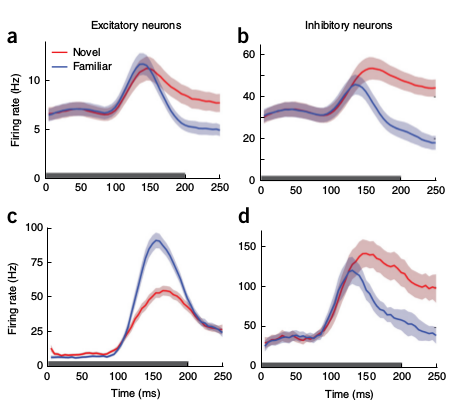 Excitatory neurons
Inhibitory neurons
a
b
Novel
Familiar
Firing rate (Hz)
10
5
0
0 50 100 150 200 250
60
40
20
0
0 50 100 150 200 250
c
d
Firing rate (Hz)
100
75
50
25
0
0 50 100 150 200 250
Time (ms)
150
100
50
0
0 50 100 150 200 250
Time (ms)